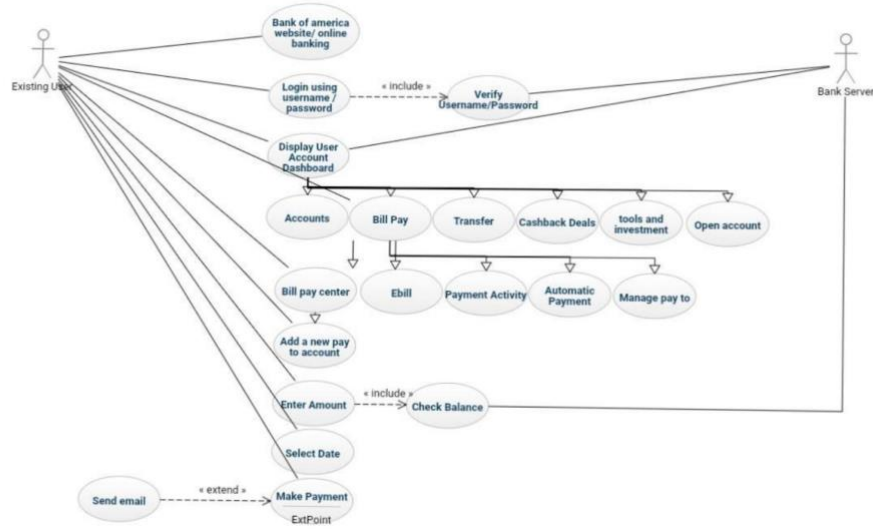 Bank of america
website/ online
banking
Existing User
Bank Server
Login using
username /
password
« include »
Verify
Username/Password
Display User
Account
Dashboard
Accounts
Bill Pay
Transfer
Cashback Deals
tools and
investment
Open account
Bill pay center
Ebill
Payment Activity
Automatic
Payment
Manage pay to
Add a new pay
to account
Enter Amount
« include »
Check Balance
Select Date
Send email
« extend »
Make Payment
ExtPoint